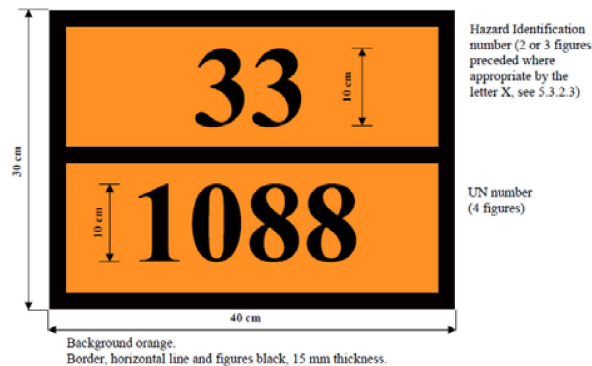 33
10 cm
Hazard Identification
number (2 or 3 figures
preceded where
appropriate by the
letter X, see 5.3.2.3)
30 cm
1088
10 cm
UN number
(4 figures)
40 cm
Background orange.
Border, horizontal line and figures black, 15 mm thickness.